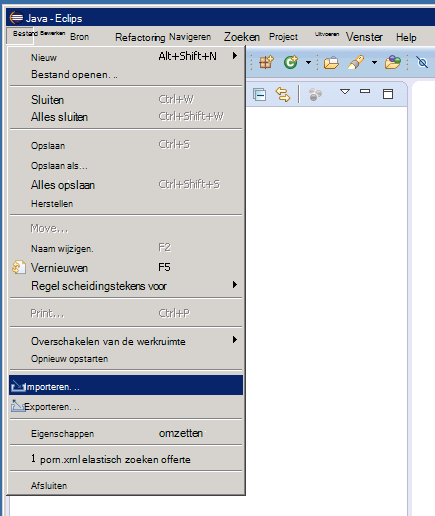 Java - Eclips
Bestand Bewerken Bron Refactoring Navigeren Zoeken Project Uitvoeren Venster Help
Nieuw Alt+Shift+N
Bestand openen. ..
Sluiten Ctrl+W
Alles sluiten Ctrl+Shift+W
Opslaan Ctrl+S
Opslaan als...
Alles opslaan Ctrl+Shift+S
Herstellen
Move...
Naam wijzigen. F2
Vernieuwen F5
Regel scheidingstekens voor
Print... Ctrl+P
Overschakelen van de werkruimte
Opnieuw opstarten
Importeren. ..
Exporteren. ..
Eigenschappen omzetten
1 porn.xrnl elastisch zoeken offerte
Afsluiten